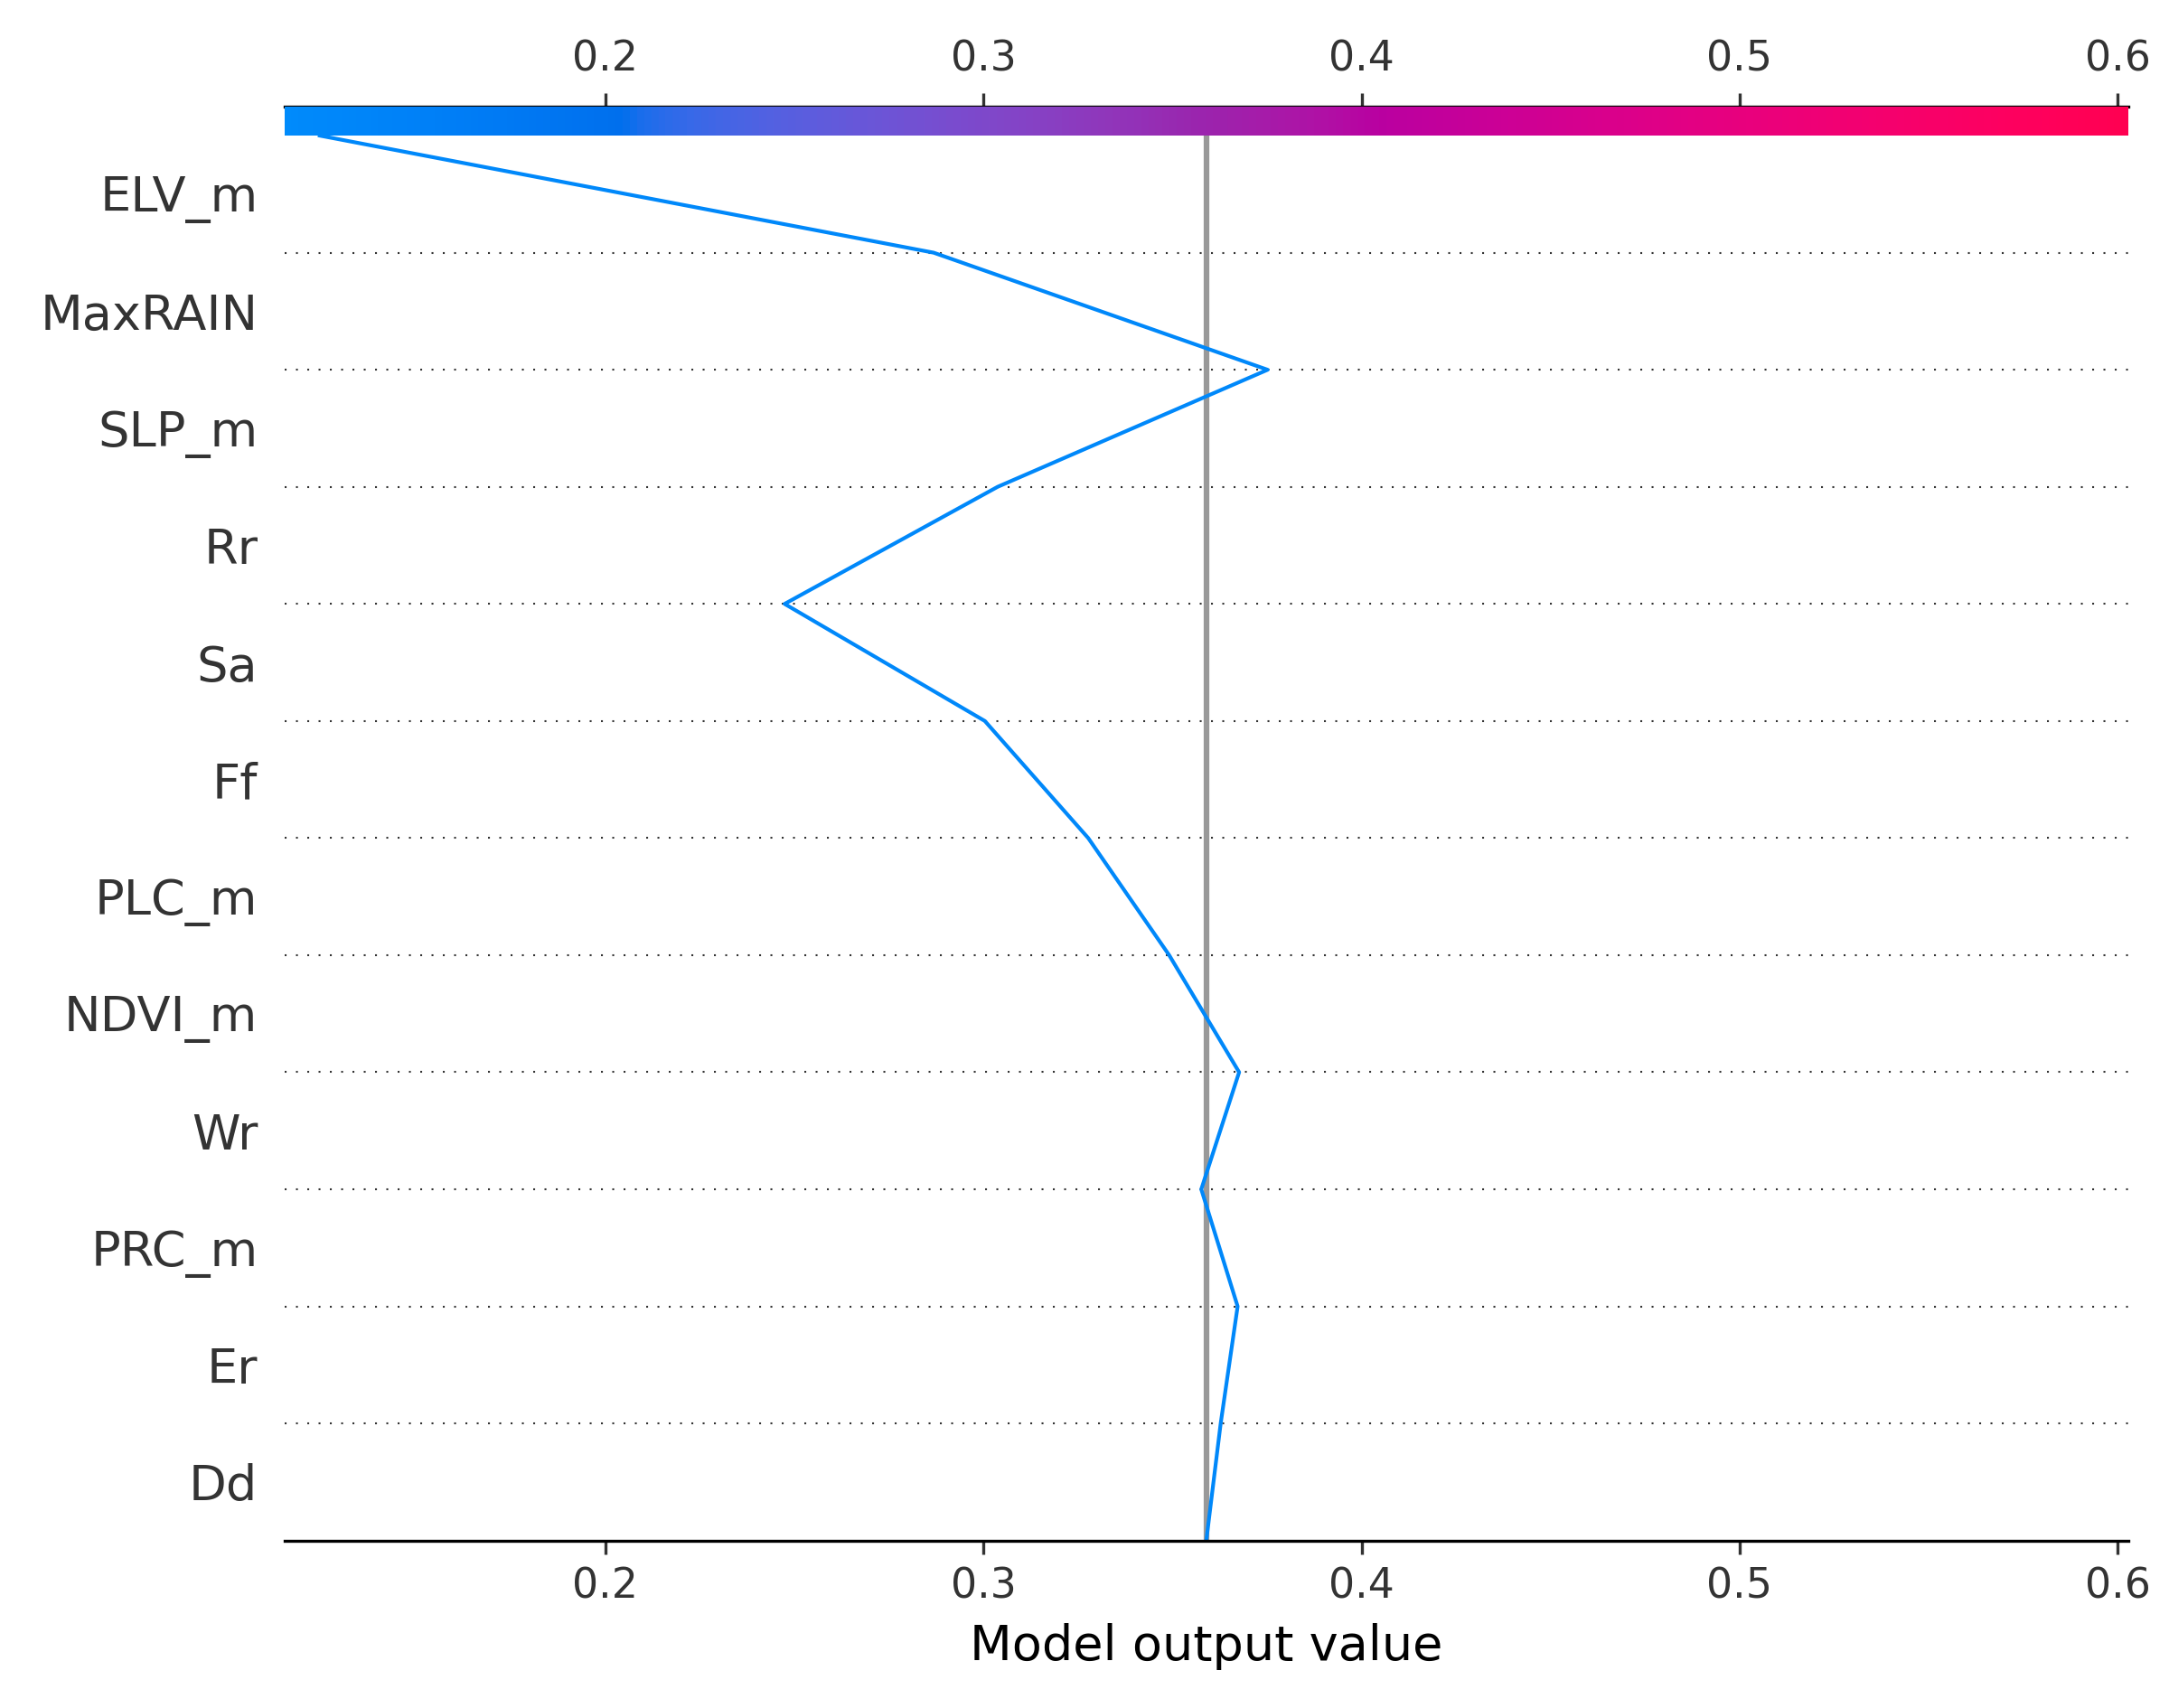 0.2 0.3 0.4 0.5 0.6
ELV_m
MaxRAIN
SLP_m
Rr
Sa
Ff
PLC_m
NDVI_m
Wr
PRC_m
Er
Dd
0.2 0.3 0.4 0.5 0.6
Model output value